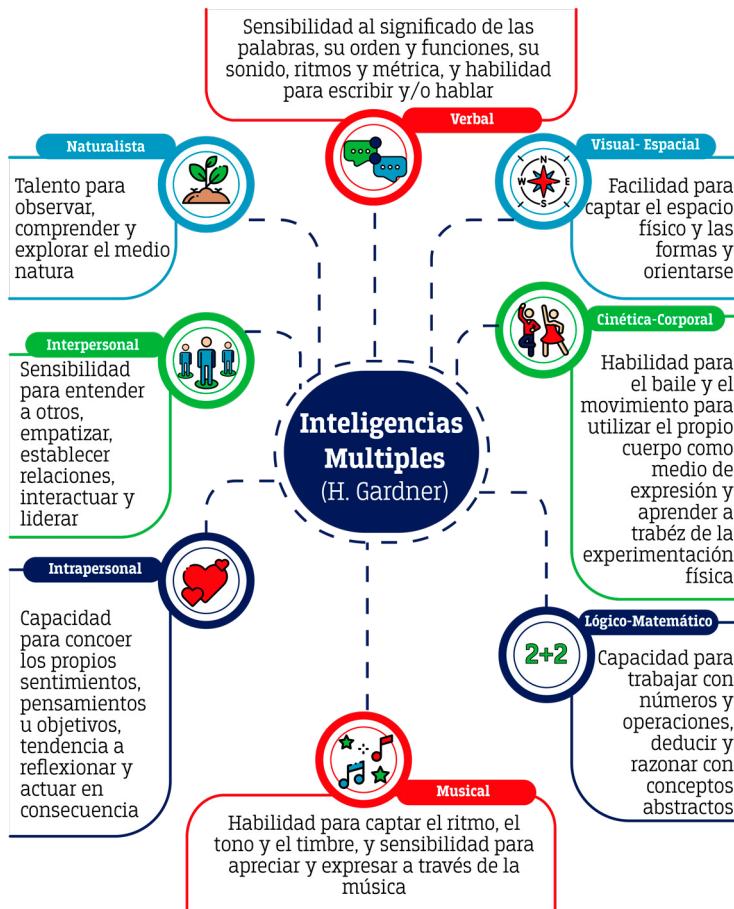 Sensibilidad al significado de las
palabras, su orden y funciones, su
sonido, ritmos y métrica, y habilidad
para escribir y/o hablar
Verbal
Naturalista
Talento para
observar,
comprender y
explorar el medio
natura
Visual- Espacial
Facilidad para
captar el espacio
físico y las
formas y
orientarse
N
W
E
S
Interpersonal
Sensibilidad
para entender
a otros,
empatizar,
establecer
relaciones,
interactuar y
liderar
Cinética-Corporal
Habilidad para
el baile y el
movimiento para
utilizar el propio
cuerpo como
medio de
expresión y
aprender a
trabéz de la
experimentación
física
Inteligencias
Multiples
(H. Gardner)
Intrapersonal
Capacidad
para concoer
los propios
sentimientos,
pensamientos
u objetivos,
tendencia a
reflexionar y
actuar en
consecuencia
Lógico-Matemático
2+2
Capacidad para
trabajar con
números y
operaciones,
deducir y
razonar con
conceptos
abstractos
Musical
Habilidad para captar el ritmo, el
tono y el timbre, y sensibilidad para
apreciar y expresar a través de la
música